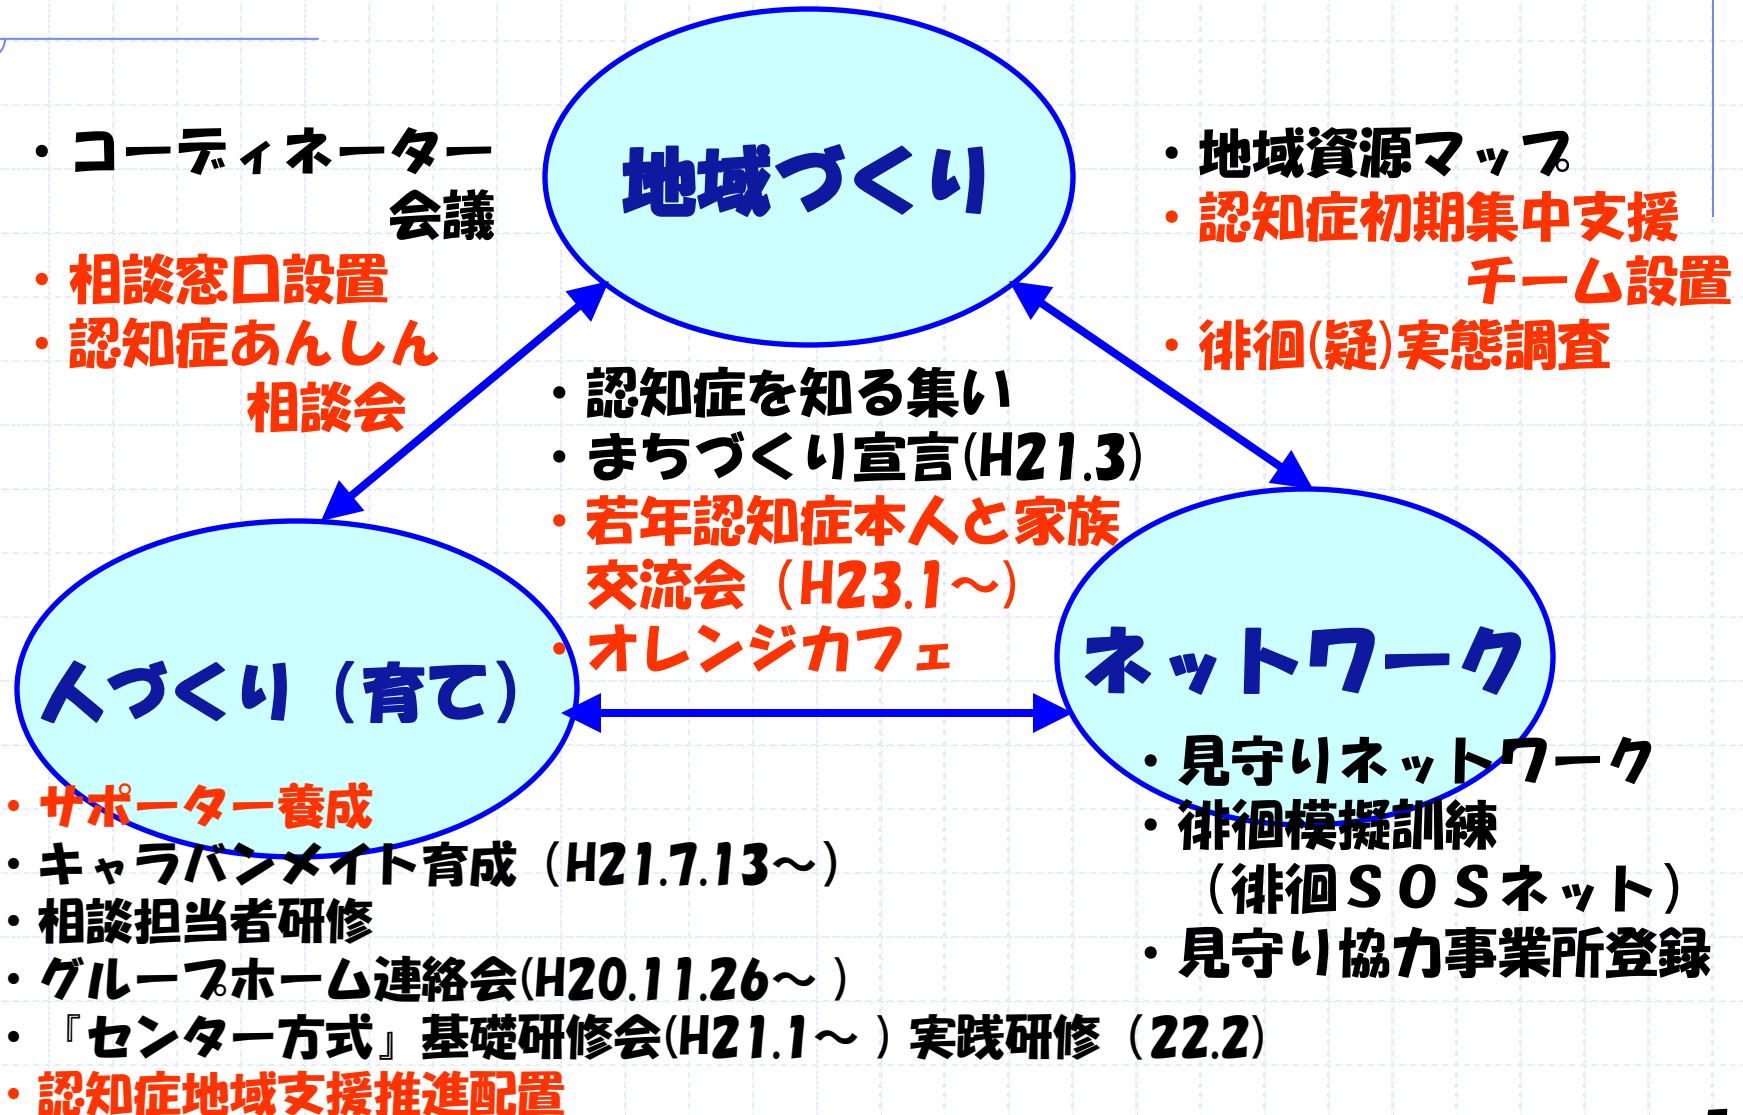 地域づくり
・コーディネーター
会議
・相談窓口設置
・認知症あんしん
相談会
・地域資源マップ
・認知症初期集中支援
チーム設置
・徘徊(疑)実態調査
・認知症を知る集い
・まちづくり宣言(H21.3)
・若年認知症本人と家族
交流会（H23.1～)
・オレンジカフェ
人づくり（育て）
ネットワーク
・サポーター養成
・キャラバンメイト育成（H21.7.13～）
・相談担当者研修
・グループホーム連絡会(H20.11.26～ )
・『センター方式』基礎研修会(H21.1～ ) 実践研修（22.2)
・認知症地域支援推進配置
・見守りネットワーク
・徘徊模擬訓練
（徘徊ＳＯＳネット）
・見守り協力事業所登録